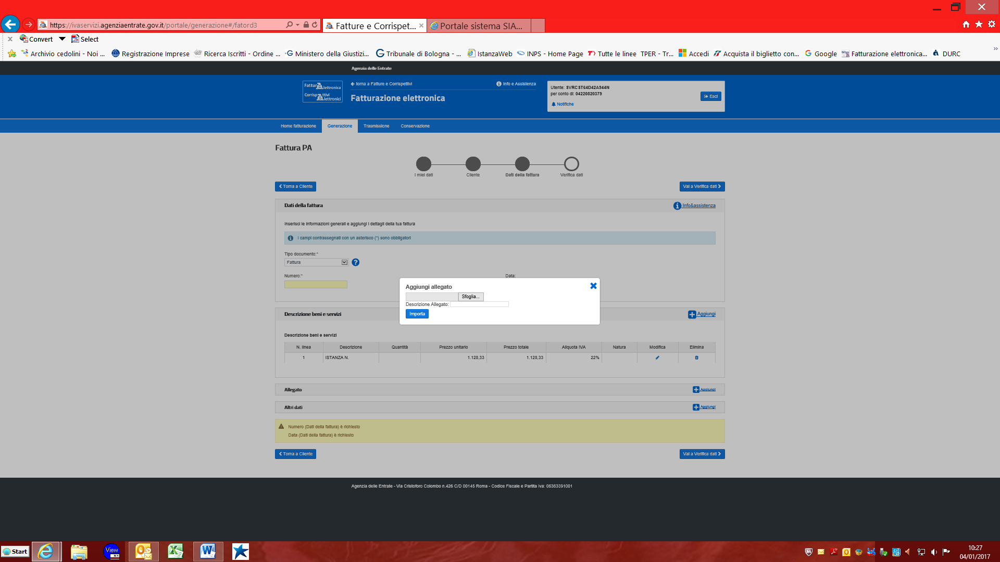 https://ivaservizi.agenziaentrate.gov.it/portale/generazione#/fatord3
Fatture e Corrispet...
Portale sistema SIA...
Convert
Select
Archivio cedolini - Noi ...
Registrazione Imprese
Ricerca Iscritti - Ordine ...
Ministero della Giustizi...
Tribunale di Bologna - ...
IstanzaWeb
INPS - Home Page
Tutte le linee TPER - Tr...
Accedi
Acquista il biglietto con...
Google
Fatturazione elettronica...
DURC
Agenzia delle Entrate
Fattura Elettronica
Corrispettivi Elettronici
torna a Fatture e Corrispettivi
Info e Assistenza
Fatturazione elettronica
Utente: SVRCST64D42A944N
per conto di: 04220820379
Esci
Notifiche
Home fatturazione
Generazione
Trasmissione
Conservazione
Fattura PA
I miei dati
Cliente
Dati della fattura
Verifica dati
Torna a Cliente
Vai a Verifica dati
Dati della fattura
Info&assistenza
Inserisci le informazioni generali e aggiungi i dettagli della tua fattura
I campi contrassegnati con un asterisco (*) sono obbligatori
Tipo documento:*
Fattura
Numero:*
Data:
Aggiungi allegato
Sfoglia...
Descrizione Allegato:
Importa
Descrizione beni e servizi
Aggiungi
Descrizione beni e servizi
N. linea Descrizione Quantità Prezzo unitario Prezzo totale Aliquota IVA Natura Modifica Elimina
1 ISTANZA N. 1.128,33 1.128,33 22%
Allegato
Aggiungi
Altri dati
Aggiungi
Numero (Dati della fattura) è richiesto
Data (Dati della fattura) è richiesto
Torna a Cliente
Vai a Verifica dati
Agenzia delle Entrate - Via Cristoforo Colombo n.426 C/D 00145 Roma - Codice Fiscale e Partita Iva: 06363391001
Start
View
N1
10:27
04/01/2017